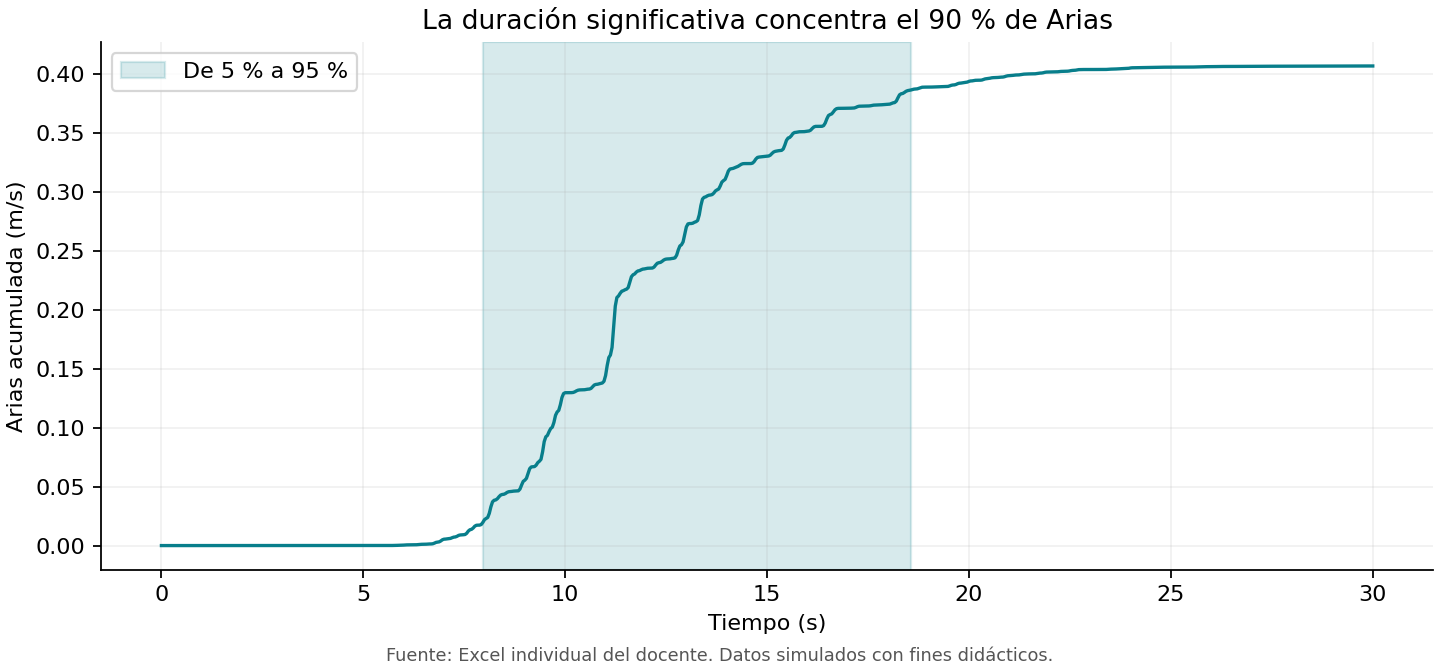 La duración significativa concentra el 90 % de Arias
De 5 % a 95 %
Arias acumulada (m/s)
0.40
0.35
0.30
0.25
0.20
0.15
0.10
0.05
0.00
0 5 10 15 20 25 30
Tiempo (s)
Fuente: Excel individual del docente. Datos simulados con fines didácticos.